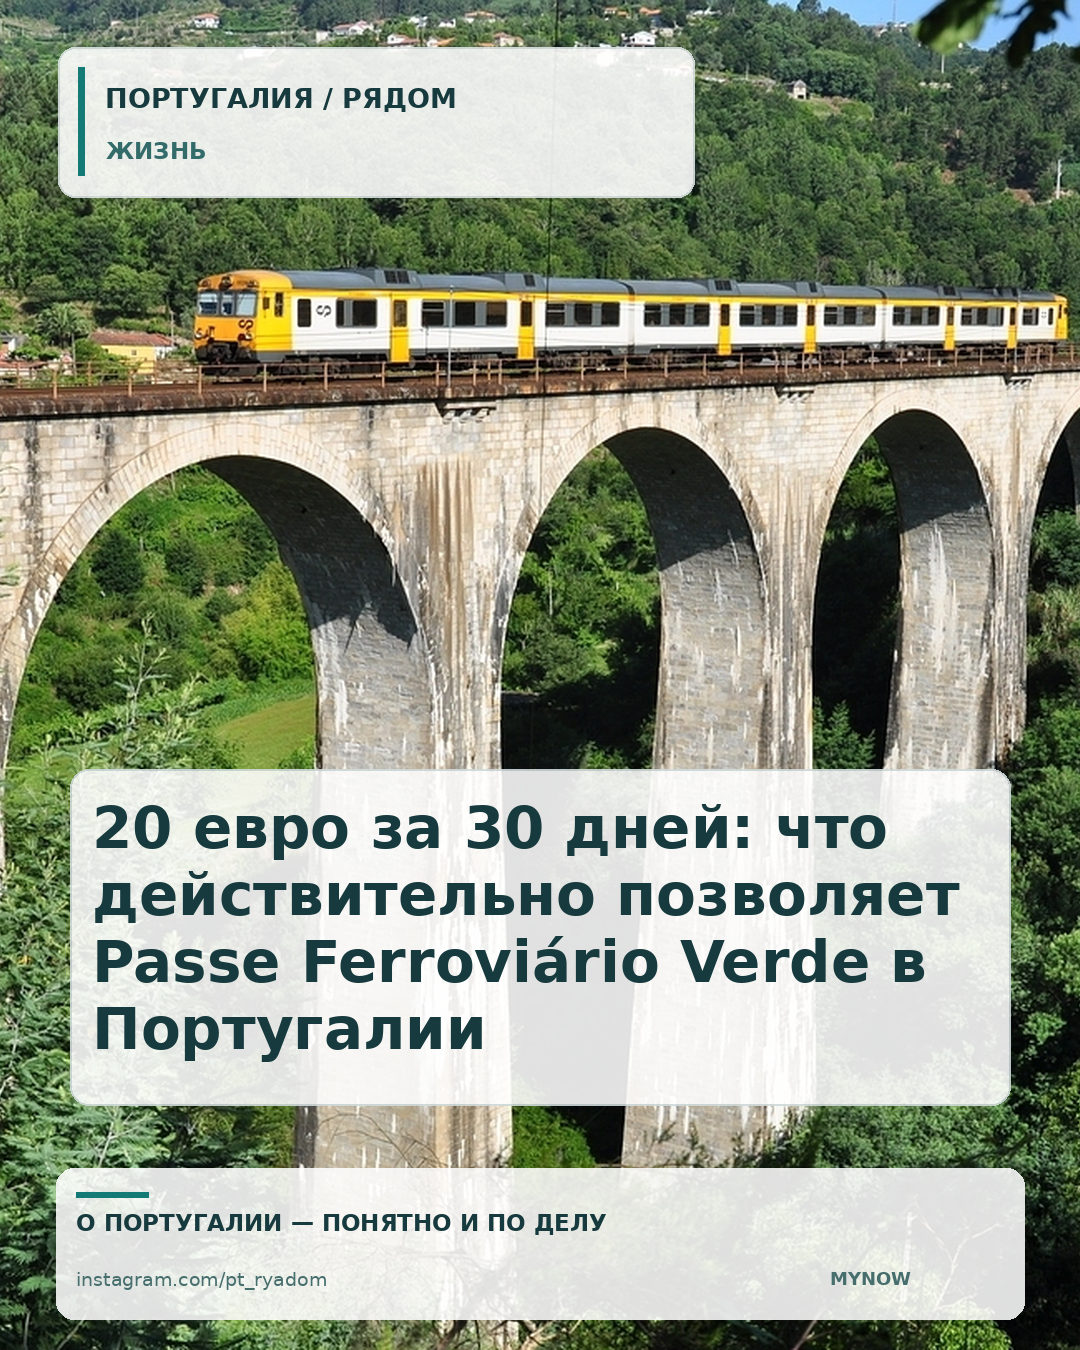 ПОРТУГАЛИЯ / РЯДОМ
ЖИЗНЬ
20 евро за 30 дней: что
действительно позволяет
Passe Ferroviário Verde в
Португалии
О ПОРТУГАЛИИ — ПОНЯТНО И ПО ДЕЛУ
instagram.com/pt_ryadom
MYNOW